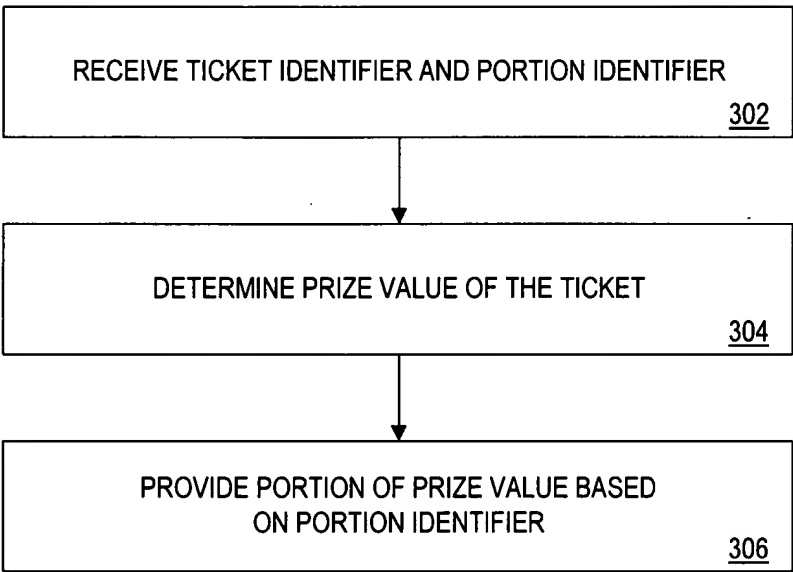 RECEIVE TICKET IDENTIFIER AND PORTION IDENTIFIER
302
DETERMINE PRIZE VALUE OF THE TICKET
304
PROVIDE PORTION OF PRIZE VALUE BASED
ON PORTION IDENTIFIER
306